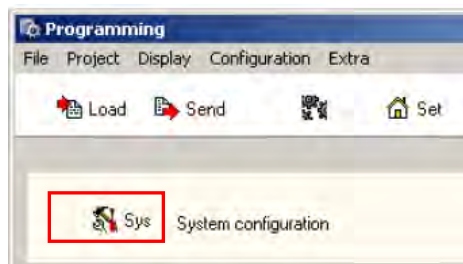 Programming
File Project Display Configuration Extra
Load Send Set
Sys System configuration